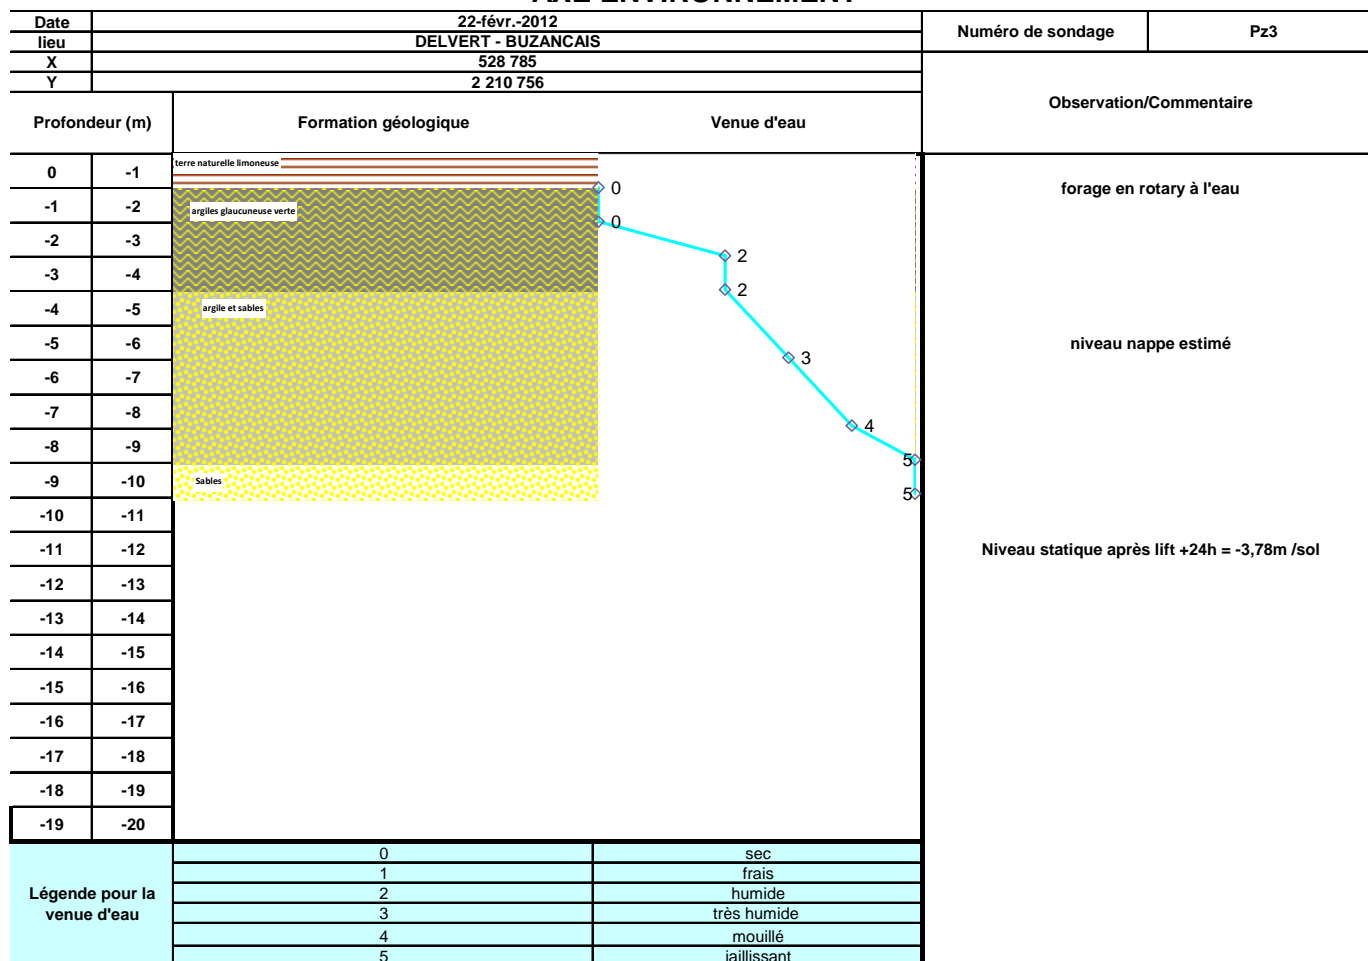 AXE ENVIRONNEMENT
Date 22-févr.-2012 Numéro de sondage Pz3
lieu DELVERT - BUZANCAIS
X 528 785
Y 2 210 756
Observation/Commentaire
Profondeur (m) Formation géologique Venue d'eau
terre naturelle limoneuse
0 -1
forage en rotary à l'eau
0
-1 -2
argiles glaucuneuse verte
0
-2 -3
2
-3 -4
2
-4 -5
argile et sables
-5 -6
niveau nappe estimé
3
-6 -7
-7 -8
4
-8 -9
5
-9 -10
Sables
5
-10 -11
-11 -12
Niveau statique après lift +24h = -3,78m /sol
-12 -13
-13 -14
-14 -15
-15 -16
-16 -17
-17 -18
-18 -19
-19 -20
Légende pour la
venue d'eau
0 sec
1 frais
2 humide
3 très humide
4 mouillé
5 jaillissant